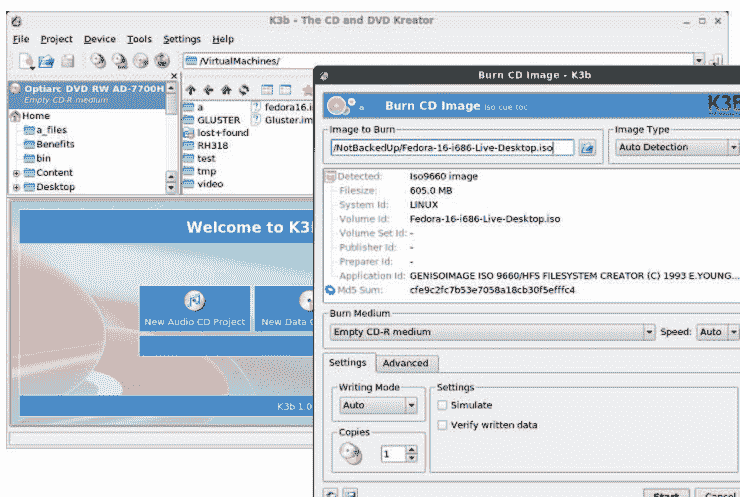 K3b - The CD and DVD Kreator
File Project Device Tools Settings Help
/VirtualMachines/
Optiarc DVD RW AD-7700H
Empty CD-R medium
Home
a_files
Benefits
bin
Content
Desktop
a
GLUSTER
lost+found
RH318
test
tmp
video
fedora16.i
Gluster.im
Welcome to K3
New Audio CD Project
New Data
K3b 1.0
Burn CD Image - K3b
Burn CD Image Iso cue toc
K3B
Image to Burn
/NotBackedUp/Fedora-16-i686-Live-Desktop.iso
Image Type
Auto Detection
Detected: Iso9660 image
Filesize: 605.0 MB
System Id: LINUX
Volume Id: Fedora-16-i686-Live-Desktop.iso
Volume Set Id: -
Publisher Id: -
Preparer Id: -
Application Id: GENISOIMAGE ISO 9660/HFS FILESYSTEM CREATOR (C) 1993 E.YOUNG...
Md5 Sum: cfe9c2fc7b53e7058a18cb30f5efffc4
Burn Medium
Empty CD-R medium
Speed: Auto
Settings Advanced
Writing Mode
Auto
Copies
1
Settings
Simulate
Verify written data
Start
Cancel